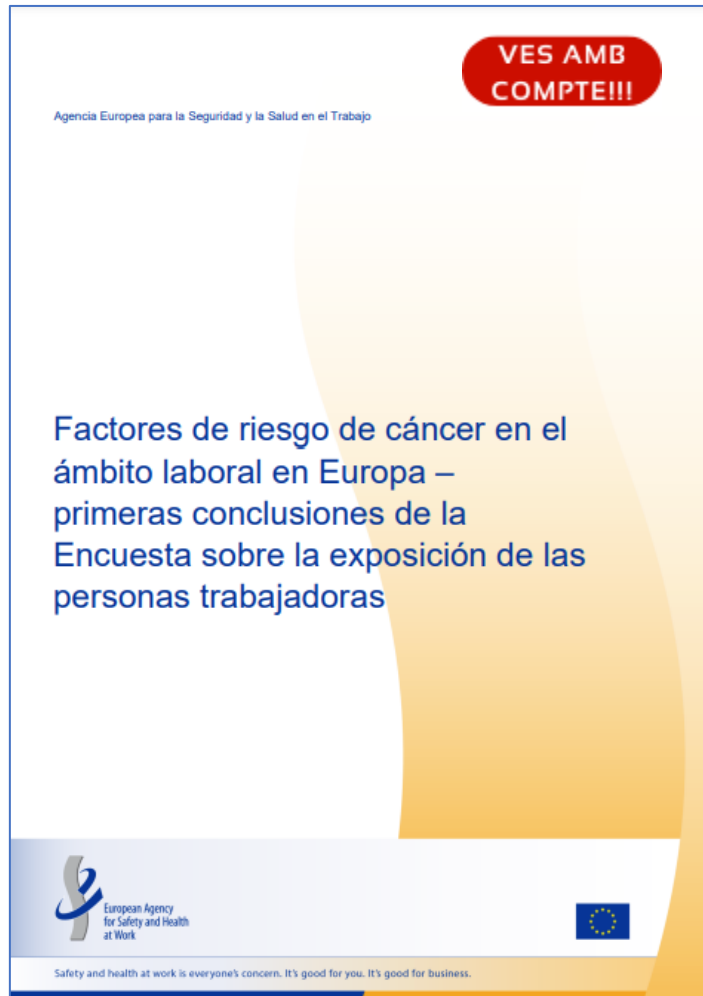 VES AMB
COMPTE!!!
Agencia Europea para la Seguridad y la Salud en el Trabajo
Factores de riesgo de cáncer en el
ámbito laboral en Europa –
primeras conclusiones de la
Encuesta sobre la exposición de las
personas trabajadoras
European Agency
for Safety and Health
at Work
Safety and health at work is everyone's concern. It's good for you. It's good for business.